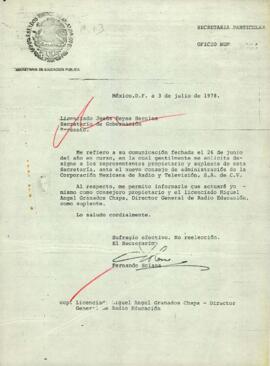 SECRETARIA PARTICULAR
OFICIO NUM
SECRETARIA DE EDUCACION PUBLICA
México, D.F. a 3 de julio de 1978.
Licenciado Jesús Reyes Heroles
Secretario de Gobernación
Presente.
Me refiero a su comunicación fechada el 26 de junio
del año en curso, en la cual gentilmente se solicita de-
signe a los representantes propietario y suplente de esta
Secretaría, ante el nuevo Consejo de administración de la
Corporación Mexicana de Radio y Televisión, S.A. de C.V.
Al respecto, me permito informarle que actuaré yo
mismo como consejero propietario y el licenciado Miguel
Angel Granados Chapa, Director General de Radio Educación,
como suplente.
Lo saludo cordialmente.
Sufragio efectivo. No reelección.
El Secretario
Fernando Solana
ccp: Licenciado Miguel Angel Granados Chapa - Director
General de Radio Educación